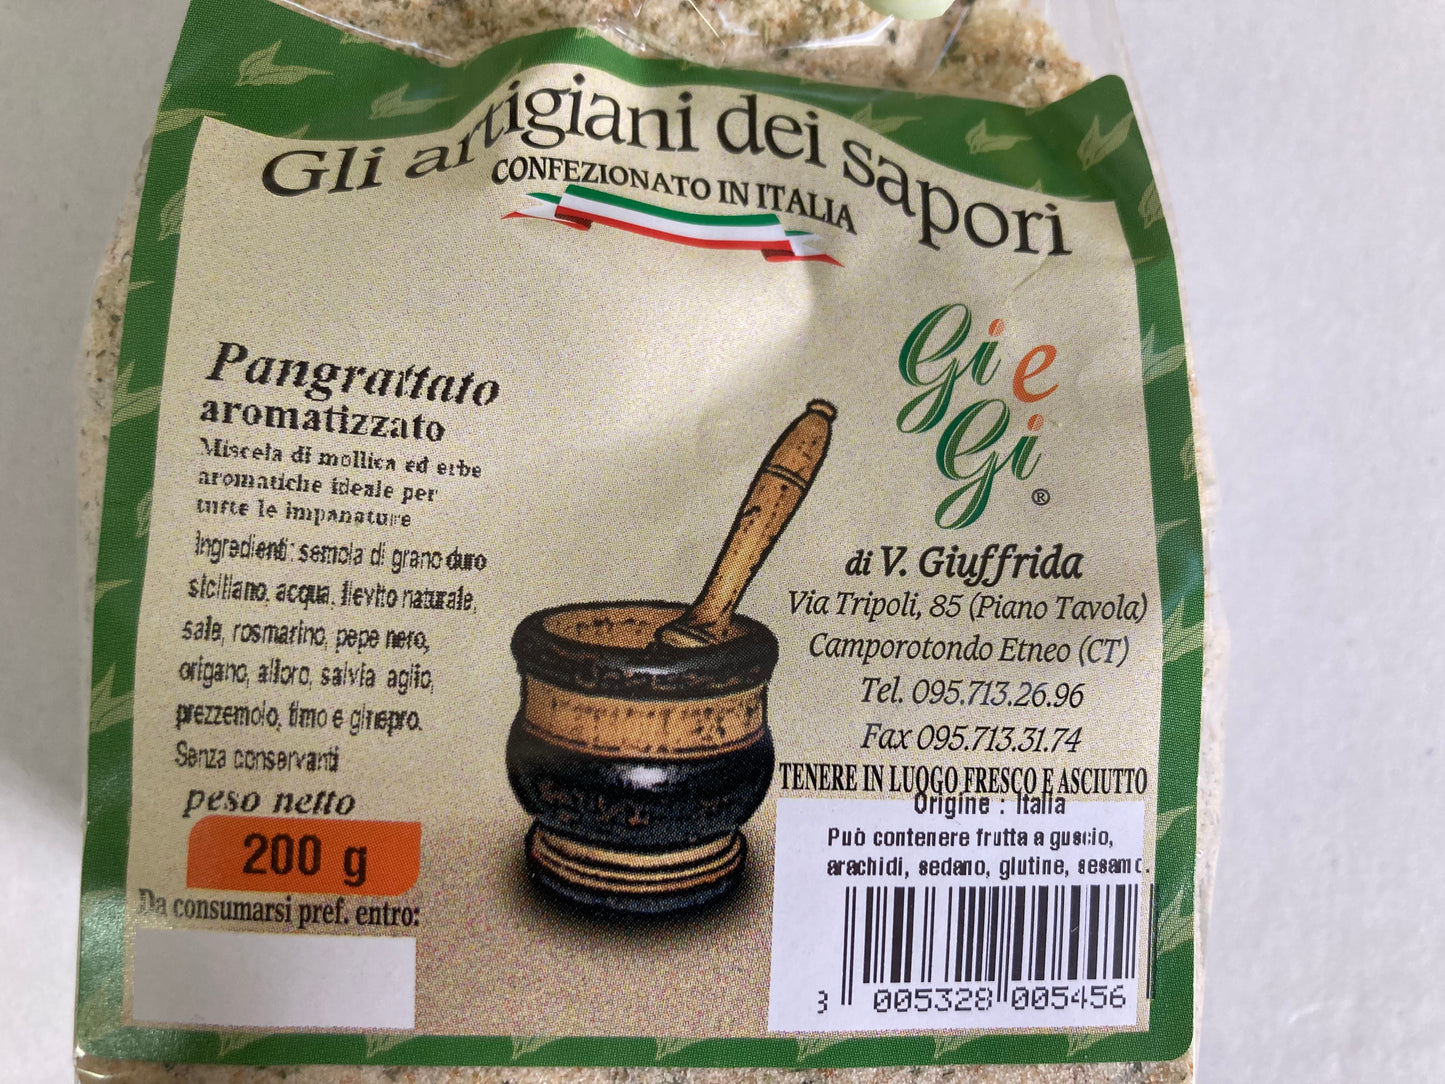 Gli artigiani dei sapori
CONFEZIONATO IN ITALIA
Gi e
Gi
®
di V. Giuffrida
Via Tripoli, 85 (Piano Tavola)
Camporotondo Etneo (CT)
Tel. 095.713.26.96
Fax 095.713.31.74
TENERE IN LUOGO FRESCO E ASCIUTTO
Origine : Italia
Può contenere frutta a guscio,
arachidi, sedano, glutine, sesamo.
3 005328 005456
Pangrattato
aromatizzato
Miscela di mollica ed erbe
aromatiche ideale per
tutte le impanature
Ingredienti: semola di grano duro
siciliano, acqua, lievito naturale,
sale, rosmarino, pepe nero,
origano, alloro, salvia aglio,
prezzemolo, timo e ginepro.
Senza conservanti
peso netto
200 g
Da consumarsi pref. entro: